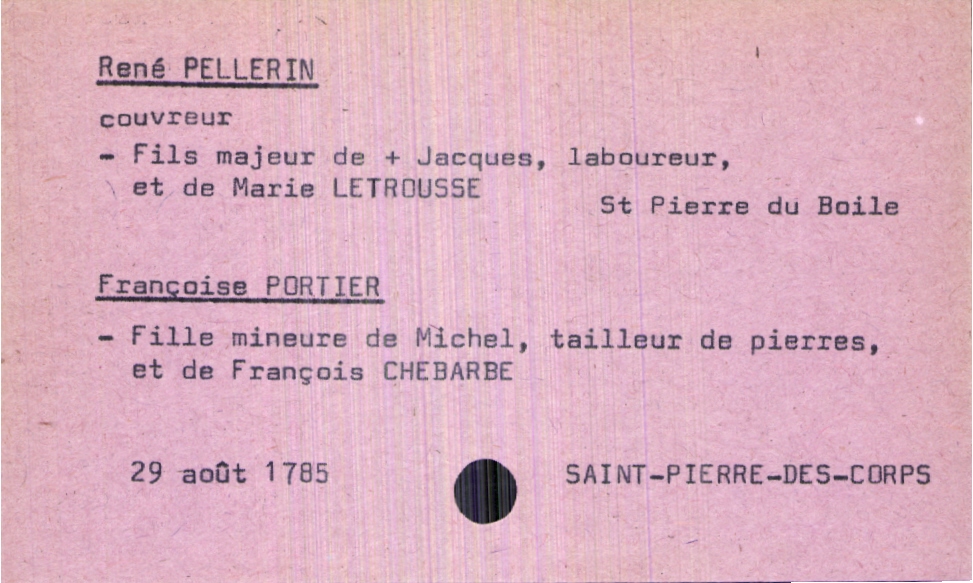 René PELLERIN
couvreur
- Fils majeur de + Jacques, laboureur,
et de Marie LETROUSSE
St Pierre du Boile
Françoise PORTIER
- Fille mineure de Michel, tailleur de pierres,
et de François CHEBARBE
29 août 1785
SAINT-PIERRE-DES-CORPS